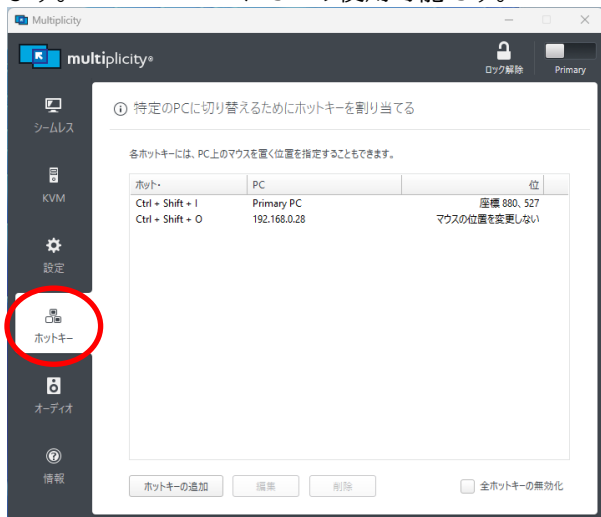 Multiplicity
multiplicity®
ロック解除
Primary
シームレス
KVM
設定
ホットキー
オーディオ
情報
特定のPCに切り替えるためにホットキーを割り当てる
各ホットキーには、PC上のマウスを置く位置を指定することもできます。
ホット・ PC 位
Ctrl + Shift + I Primary PC 座標 880、527
Ctrl + Shift + O 192.168.0.28 マウスの位置を変更しない
ホットキーの追加 編集 削除 全ホットキーの無効化